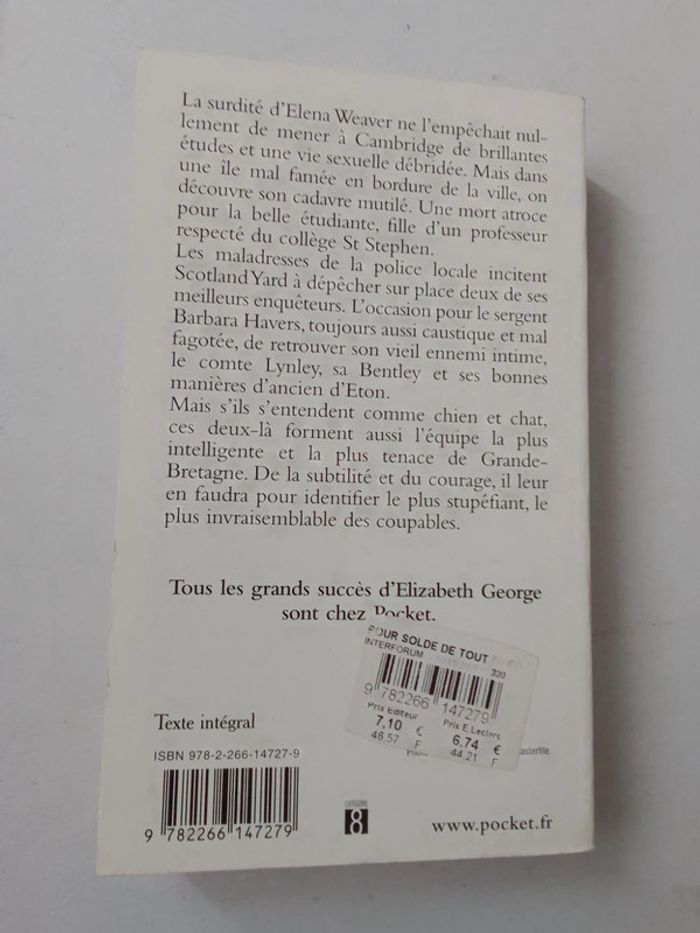 La surdité d'Elena Weaver ne l'empêchait nul-
lement de mener à Cambridge de brillantes
études et une vie sexuelle débridée. Mais dans
une île mal famée en bordure de la ville, on
découvre son cadavre mutilé. Une mort atroce
pour la belle étudiante, fille d'un professeur
respecté du collège St Stephen.
Les maladresses de la police locale incitent
Scotland Yard à dépêcher sur place deux de ses
meilleurs enquêteurs. L'occasion pour le sergent
Barbara Havers, toujours aussi caustique et mal
fagotée, de retrouver son vieil ennemi intime,
le comte Lynley, sa Bentley et ses bonnes
manières d'ancien d'Eton.
Mais s'ils s'entendent comme chien et chat,
ces deux-là forment aussi l'équipe la plus
intelligente et la plus tenace de Grande-
Bretagne. De la subtilité et du courage, il leur
en faudra pour identifier le plus stupéfiant, le
plus invraisemblable des coupables.
Tous les grands succès d'Elizabeth George
sont chez Pocket.
POUR SOLDE DE TOUT
INTERFORUM
320
9 782266 147279
Prix Editeur Prix E.Leclerc
7,10 € 6,74 €
46,57 F 44,21 F
asterfile.
Texte intégral
ISBN 978-2-266-14727-9
9 782266 147279
CATÉGORIE
8
www.pocket.fr